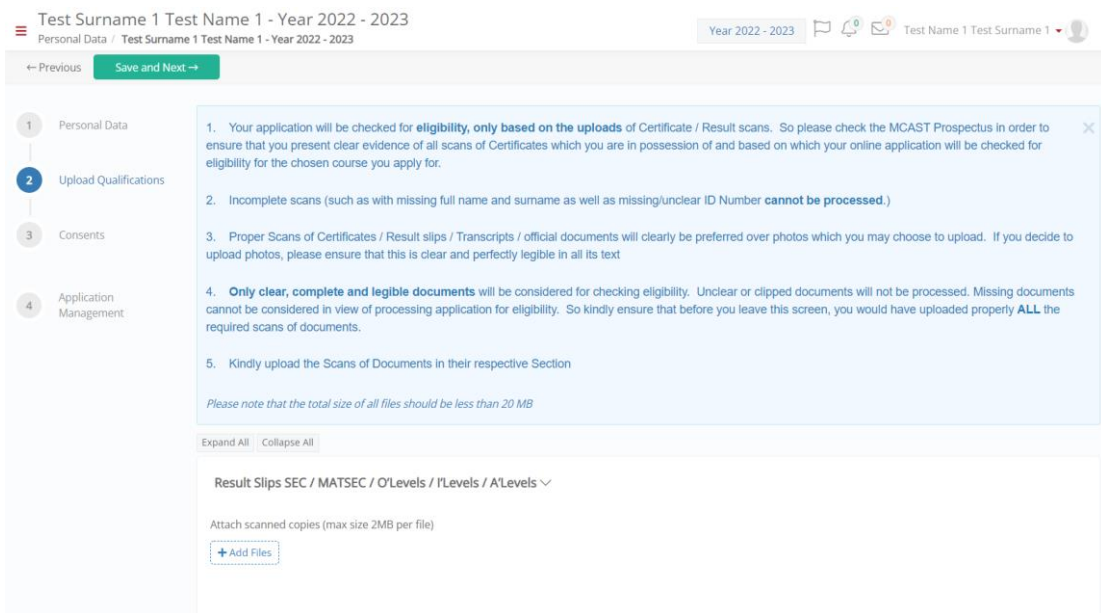 Test Surname 1 Test Name 1 - Year 2022 - 2023
Personal Data / Test Surname 1 Test Name 1 - Year 2022 - 2023
Year 2022 - 2023
0
0
Test Name 1 Test Surname 1
← Previous
Save and Next →
1 Personal Data
2 Upload Qualifications
3 Consents
4 Application
Management
1. Your application will be checked for eligibility, only based on the uploads of Certificate / Result scans. So please check the MCAST Prospectus in order to
ensure that you present clear evidence of all scans of Certificates which you are in possession of and based on which your online application will be checked for
eligibility for the chosen course you apply for.
2. Incomplete scans (such as with missing full name and surname as well as missing/unclear ID Number cannot be processed.)
3. Proper Scans of Certificates / Result slips / Transcripts / official documents will clearly be preferred over photos which you may choose to upload. If you decide to
upload photos, please ensure that this is clear and perfectly legible in all its text
4. Only clear, complete and legible documents will be considered for checking eligibility. Unclear or clipped documents will not be processed. Missing documents
cannot be considered in view of processing application for eligibility. So kindly ensure that before you leave this screen, you would have uploaded properly ALL the
required scans of documents.
5. Kindly upload the Scans of Documents in their respective Section
Please note that the total size of all files should be less than 20 MB
Expand All Collapse All
Result Slips SEC / MATSEC / O'Levels / I'Levels / A'Levels
Attach scanned copies (max size 2MB per file)
+ Add Files